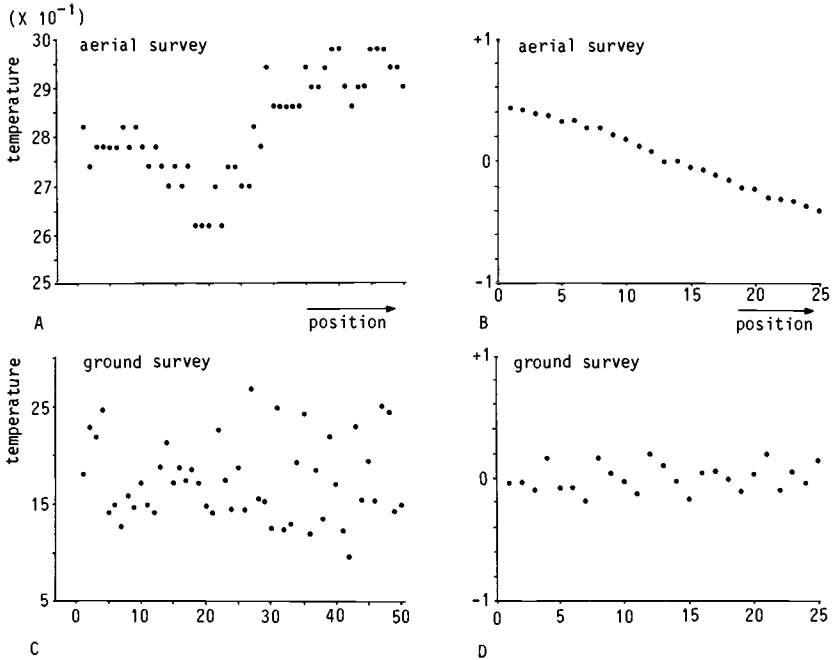 (X 10⁻¹)
30
29
28
27
26
25
temperature
aerial survey
position
A
+1
0
-1
aerial survey
0 5 10 15 20 25
position
B
25
15
5
temperature
ground survey
0 10 20 30 40 50
C
+1
0
-1
ground survey
0 5 10 15 20 25
D